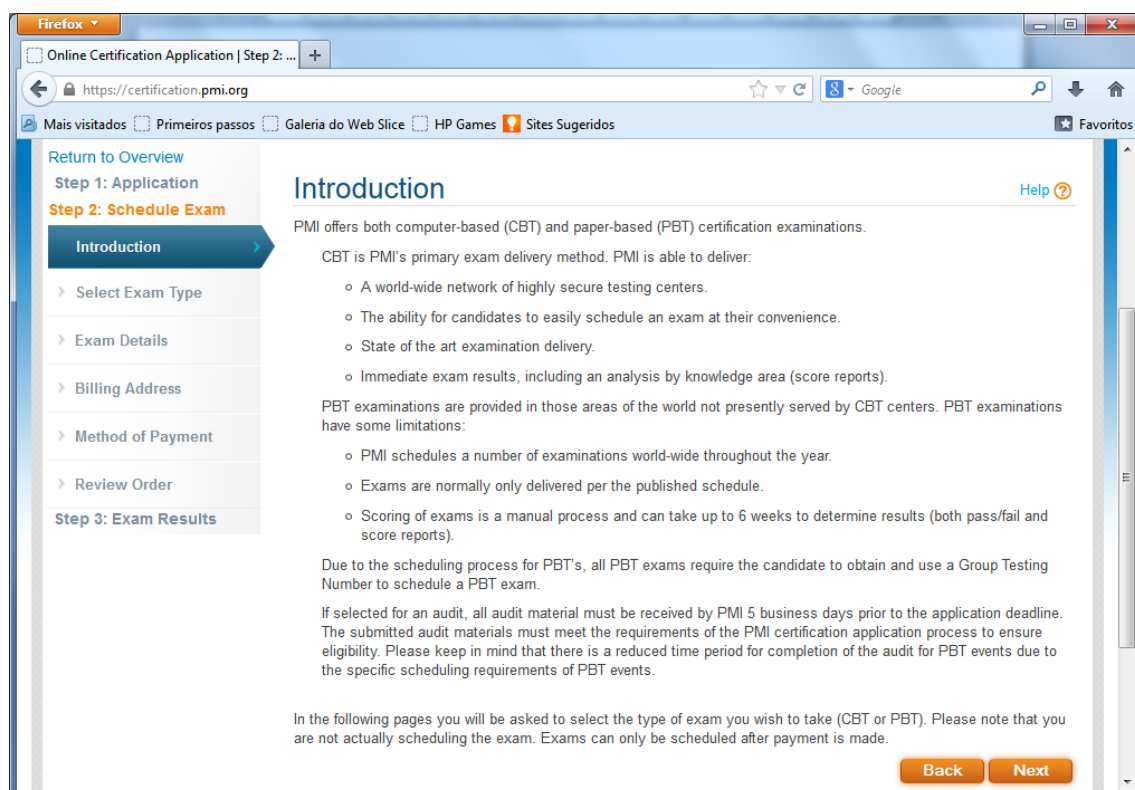 Firefox
Online Certification Application | Step 2: ...
https://certification.pmi.org
Google
Mais visitados
Primeiros passos
Galeria do Web Slice
HP Games
Sites Sugeridos
Favoritos
Return to Overview
Step 1: Application
Step 2: Schedule Exam
Introduction
Select Exam Type
Exam Details
Billing Address
Method of Payment
Review Order
Step 3: Exam Results
Introduction
Help
PMI offers both computer-based (CBT) and paper-based (PBT) certification examinations.
CBT is PMI's primary exam delivery method. PMI is able to deliver:
A world-wide network of highly secure testing centers.
The ability for candidates to easily schedule an exam at their convenience.
State of the art examination delivery.
Immediate exam results, including an analysis by knowledge area (score reports).
PBT examinations are provided in those areas of the world not presently served by CBT centers. PBT examinations
have some limitations:
PMI schedules a number of examinations world-wide throughout the year.
Exams are normally only delivered per the published schedule.
Scoring of exams is a manual process and can take up to 6 weeks to determine results (both pass/fail and
score reports).
Due to the scheduling process for PBT's, all PBT exams require the candidate to obtain and use a Group Testing
Number to schedule a PBT exam.
If selected for an audit, all audit material must be received by PMI 5 business days prior to the application deadline.
The submitted audit materials must meet the requirements of the PMI certification application process to ensure
eligibility. Please keep in mind that there is a reduced time period for completion of the audit for PBT events due to
the specific scheduling requirements of PBT events.
In the following pages you will be asked to select the type of exam you wish to take (CBT or PBT). Please note that you
are not actually scheduling the exam. Exams can only be scheduled after payment is made.
Back
Next